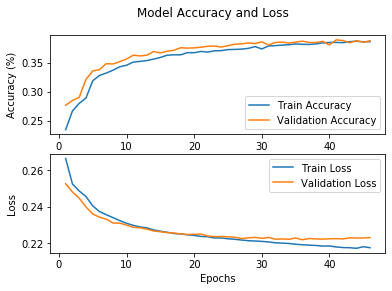 Model Accuracy and Loss
Accuracy (%)
0.35
0.30
0.25
Train Accuracy
Validation Accuracy
0 10 20 30 40
Loss
0.26
0.24
0.22
Train Loss
Validation Loss
0 10 20 30 40
Epochs